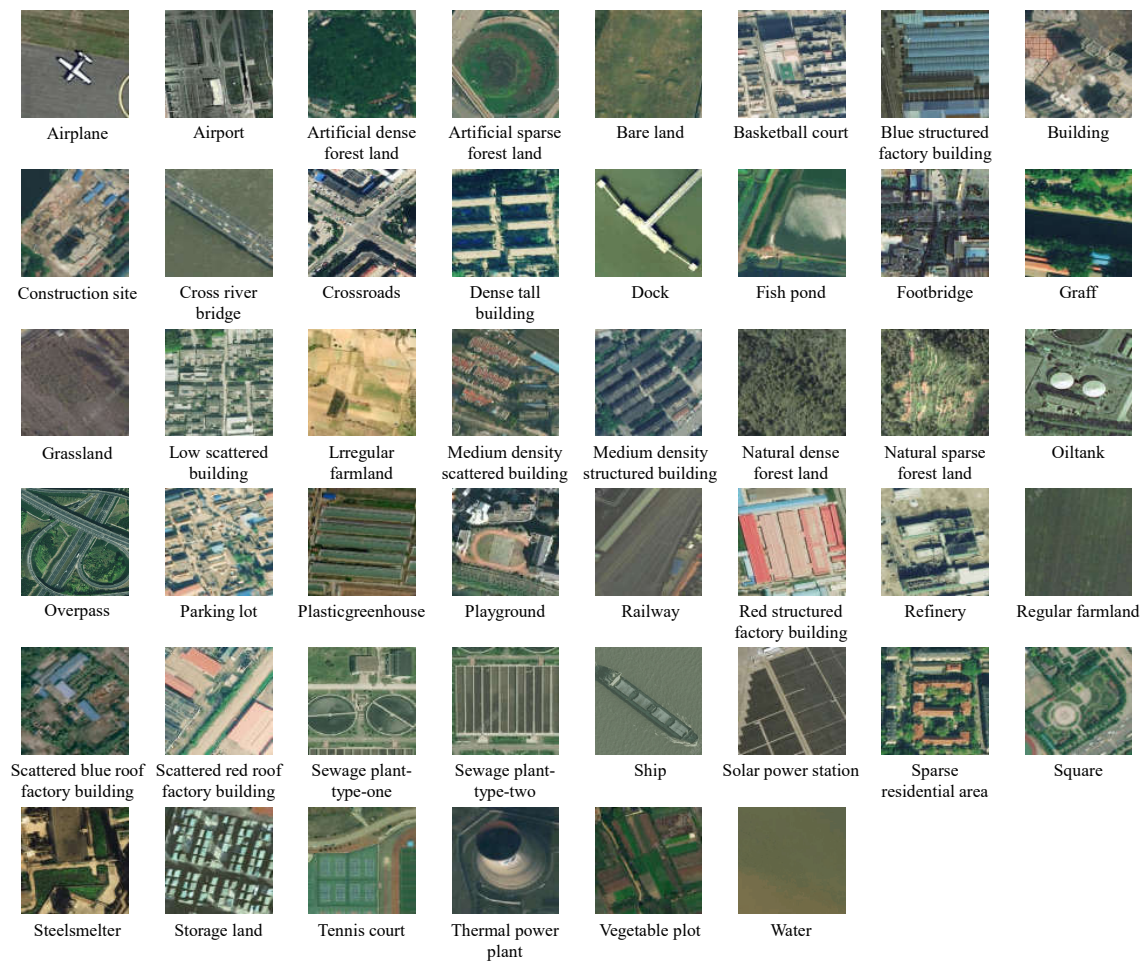 Airplane
Airport
Artificial dense
forest land
Artificial sparse
forest land
Bare land
Basketball court
Blue structured
factory building
Building
Construction site
Cross river
bridge
Crossroads
Dense tall
building
Dock
Fish pond
Footbridge
Graff
Grassland
Low scattered
building
Lrregular
farmland
Medium density
scattered building
Medium density
structured building
Natural dense
forest land
Natural sparse
forest land
Oiltank
Overpass
Parking lot
Plasticgreenhouse
Playground
Railway
Red structured
factory building
Refinery
Regular farmland
Scattered blue roof
factory building
Scattered red roof
factory building
Sewage plant-
type-one
Sewage plant-
type-two
Ship
Solar power station
Sparse
residential area
Square
Steelsmelter
Storage land
Tennis court
Thermal power
plant
Vegetable plot
Water